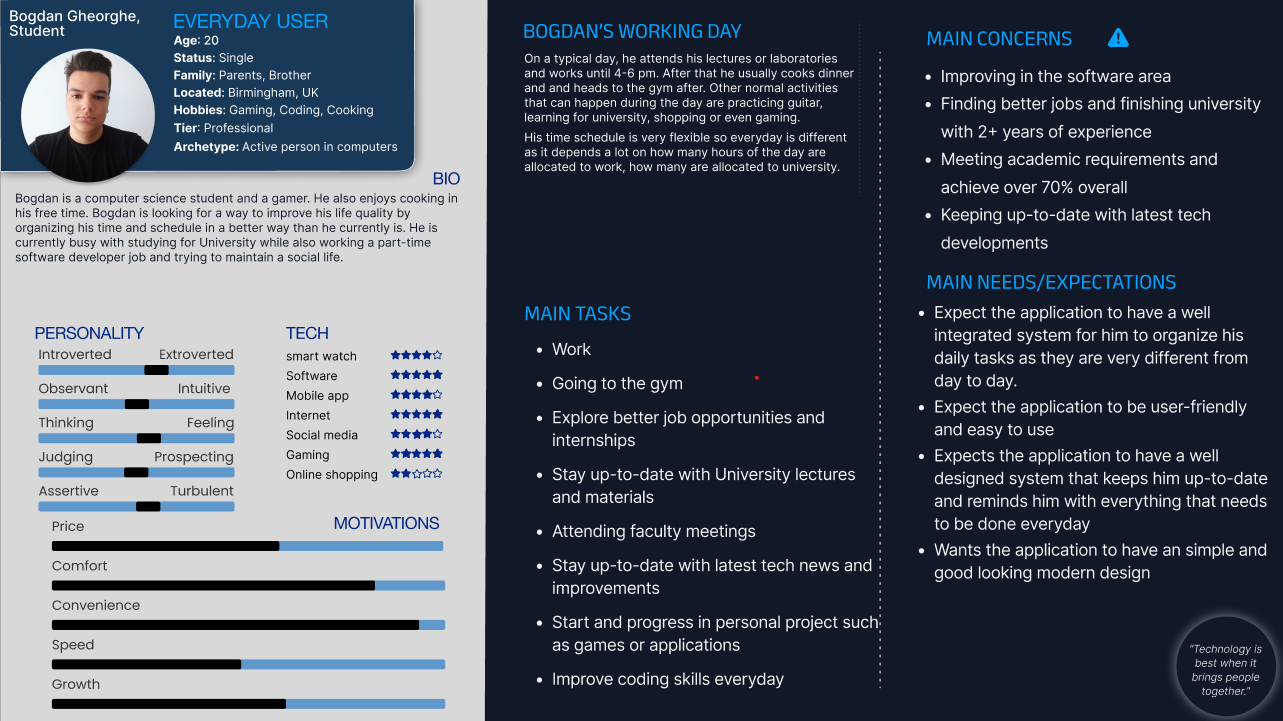 Bogdan Gheorghe,
Student
EVERYDAY USER
Age: 20
Status: Single
Family: Parents, Brother
Located: Birmingham, UK
Hobbies: Gaming, Coding, Cooking
Tier: Professional
Archetype: Active person in computers
BIO
Bogdan is a computer science student and a gamer. He also enjoys cooking in
his free time. Bogdan is looking for a way to improve his life quality by
organizing his time and schedule in a better way than he currently is. He is
currently busy with studying for University while also working a part-time
software developer job and trying to maintain a social life.
PERSONALITY
Introverted Extroverted
Observant Intuitive
Thinking Feeling
Judging Prospecting
Assertive Turbulent
TECH
smart watch
Software
Mobile app
Internet
Social media
Gaming
Online shopping
MOTIVATIONS
Price
Comfort
Convenience
Speed
Growth
BOGDAN'S WORKING DAY
On a typical day, he attends his lectures or laboratories
and works until 4-6 pm. After that he usually cooks dinner
and and heads to the gym after. Other normal activities
that can happen during the day are practicing guitar,
learning for university, shopping or even gaming.
His time schedule is very flexible so everyday is different
as it depends a lot on how many hours of the day are
allocated to work, how many are allocated to university.
MAIN TASKS
• Work
• Going to the gym
• Explore better job opportunities and
internships
• Stay up-to-date with University lectures
and materials
• Attending faculty meetings
• Stay up-to-date with latest tech news and
improvements
• Start and progress in personal project such
as games or applications
• Improve coding skills everyday
MAIN CONCERNS
• Improving in the software area
• Finding better jobs and finishing university
with 2+ years of experience
• Meeting academic requirements and
achieve over 70% overall
• Keeping up-to-date with latest tech
developments
MAIN NEEDS/EXPECTATIONS
• Expect the application to have a well
integrated system for him to organize his
daily tasks as they are very different from
day to day.
• Expect the application to be user-friendly
and easy to use
• Expects the application to have a well
designed system that keeps him up-to-date
and reminds him with everything that needs
to be done everyday
• Wants the application to have an simple and
good looking modern design
"Technology is
best when it
brings people
together."